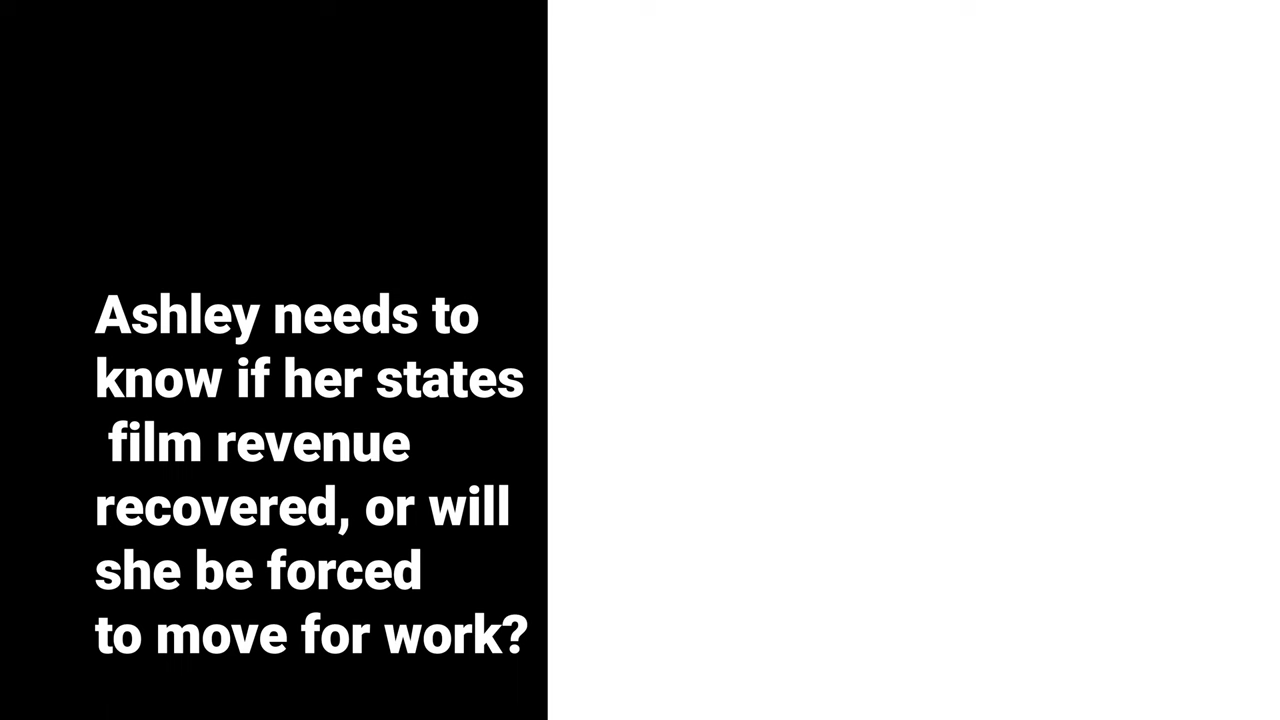 Ashley needs to
know if her states
film revenue
recovered, or will
she be forced
to move for work?